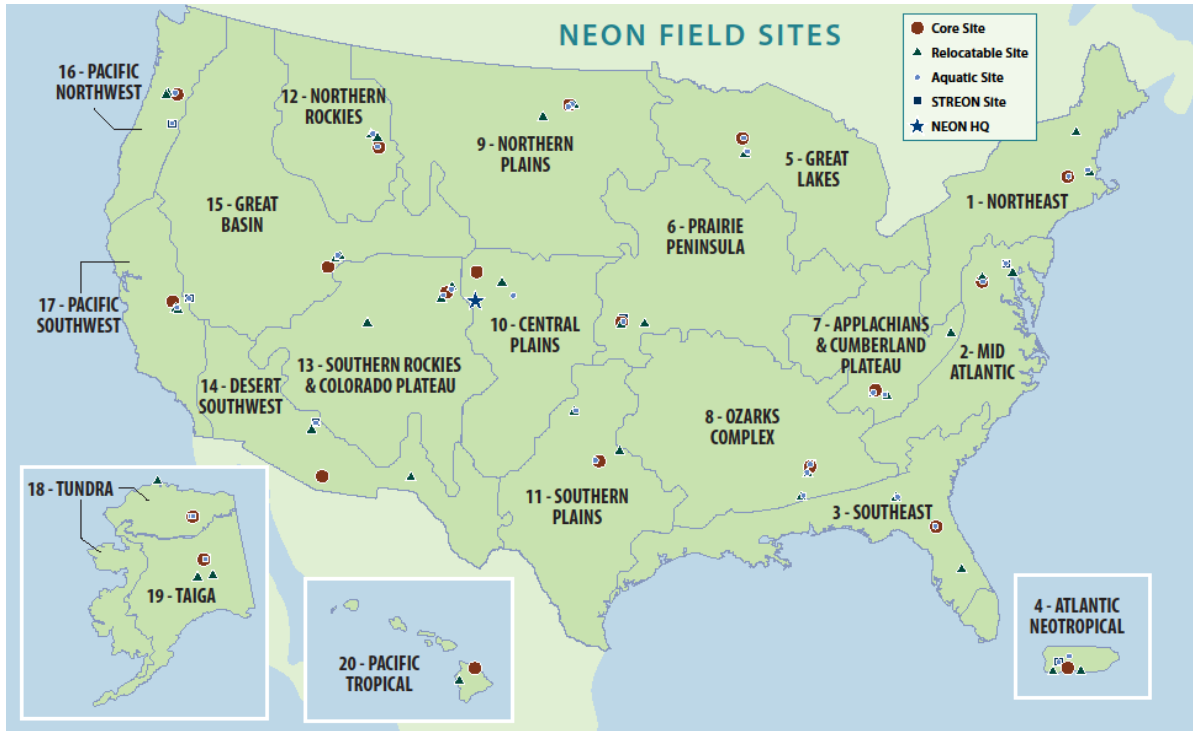 NEON FIELD SITES
Core Site
Relocatable Site
Aquatic Site
STREON Site
NEON HQ
16 - PACIFIC
NORTHWEST
12 - NORTHERN
ROCKIES
9 - NORTHERN
PLAINS
5 - GREAT
LAKES
1 - NORTHEAST
15 - GREAT
BASIN
6 - PRAIRIE
PENINSULA
17 - PACIFIC
SOUTHWEST
10 - CENTRAL
PLAINS
7 - APPLACHIANS
& CUMBERLAND
PLATEAU
2- MID
ATLANTIC
13 - SOUTHERN ROCKIES
& COLORADO PLATEAU
14 - DESERT
SOUTHWEST
8 - OZARKS
COMPLEX
11 - SOUTHERN
PLAINS
3 - SOUTHEAST
18 - TUNDRA
19 - TAIGA
20 - PACIFIC
TROPICAL
4 - ATLANTIC
NEOTROPICAL